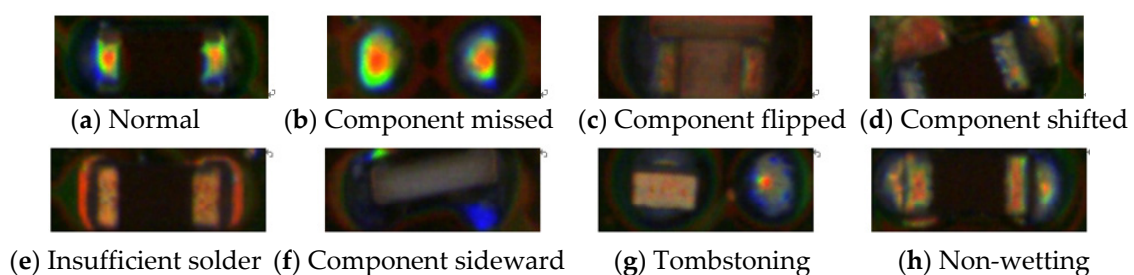 (a) Normal (b) Component missed (c) Component flipped (d) Component shifted
(e) Insufficient solder (f) Component sideward (g) Tombstoning (h) Non-wetting